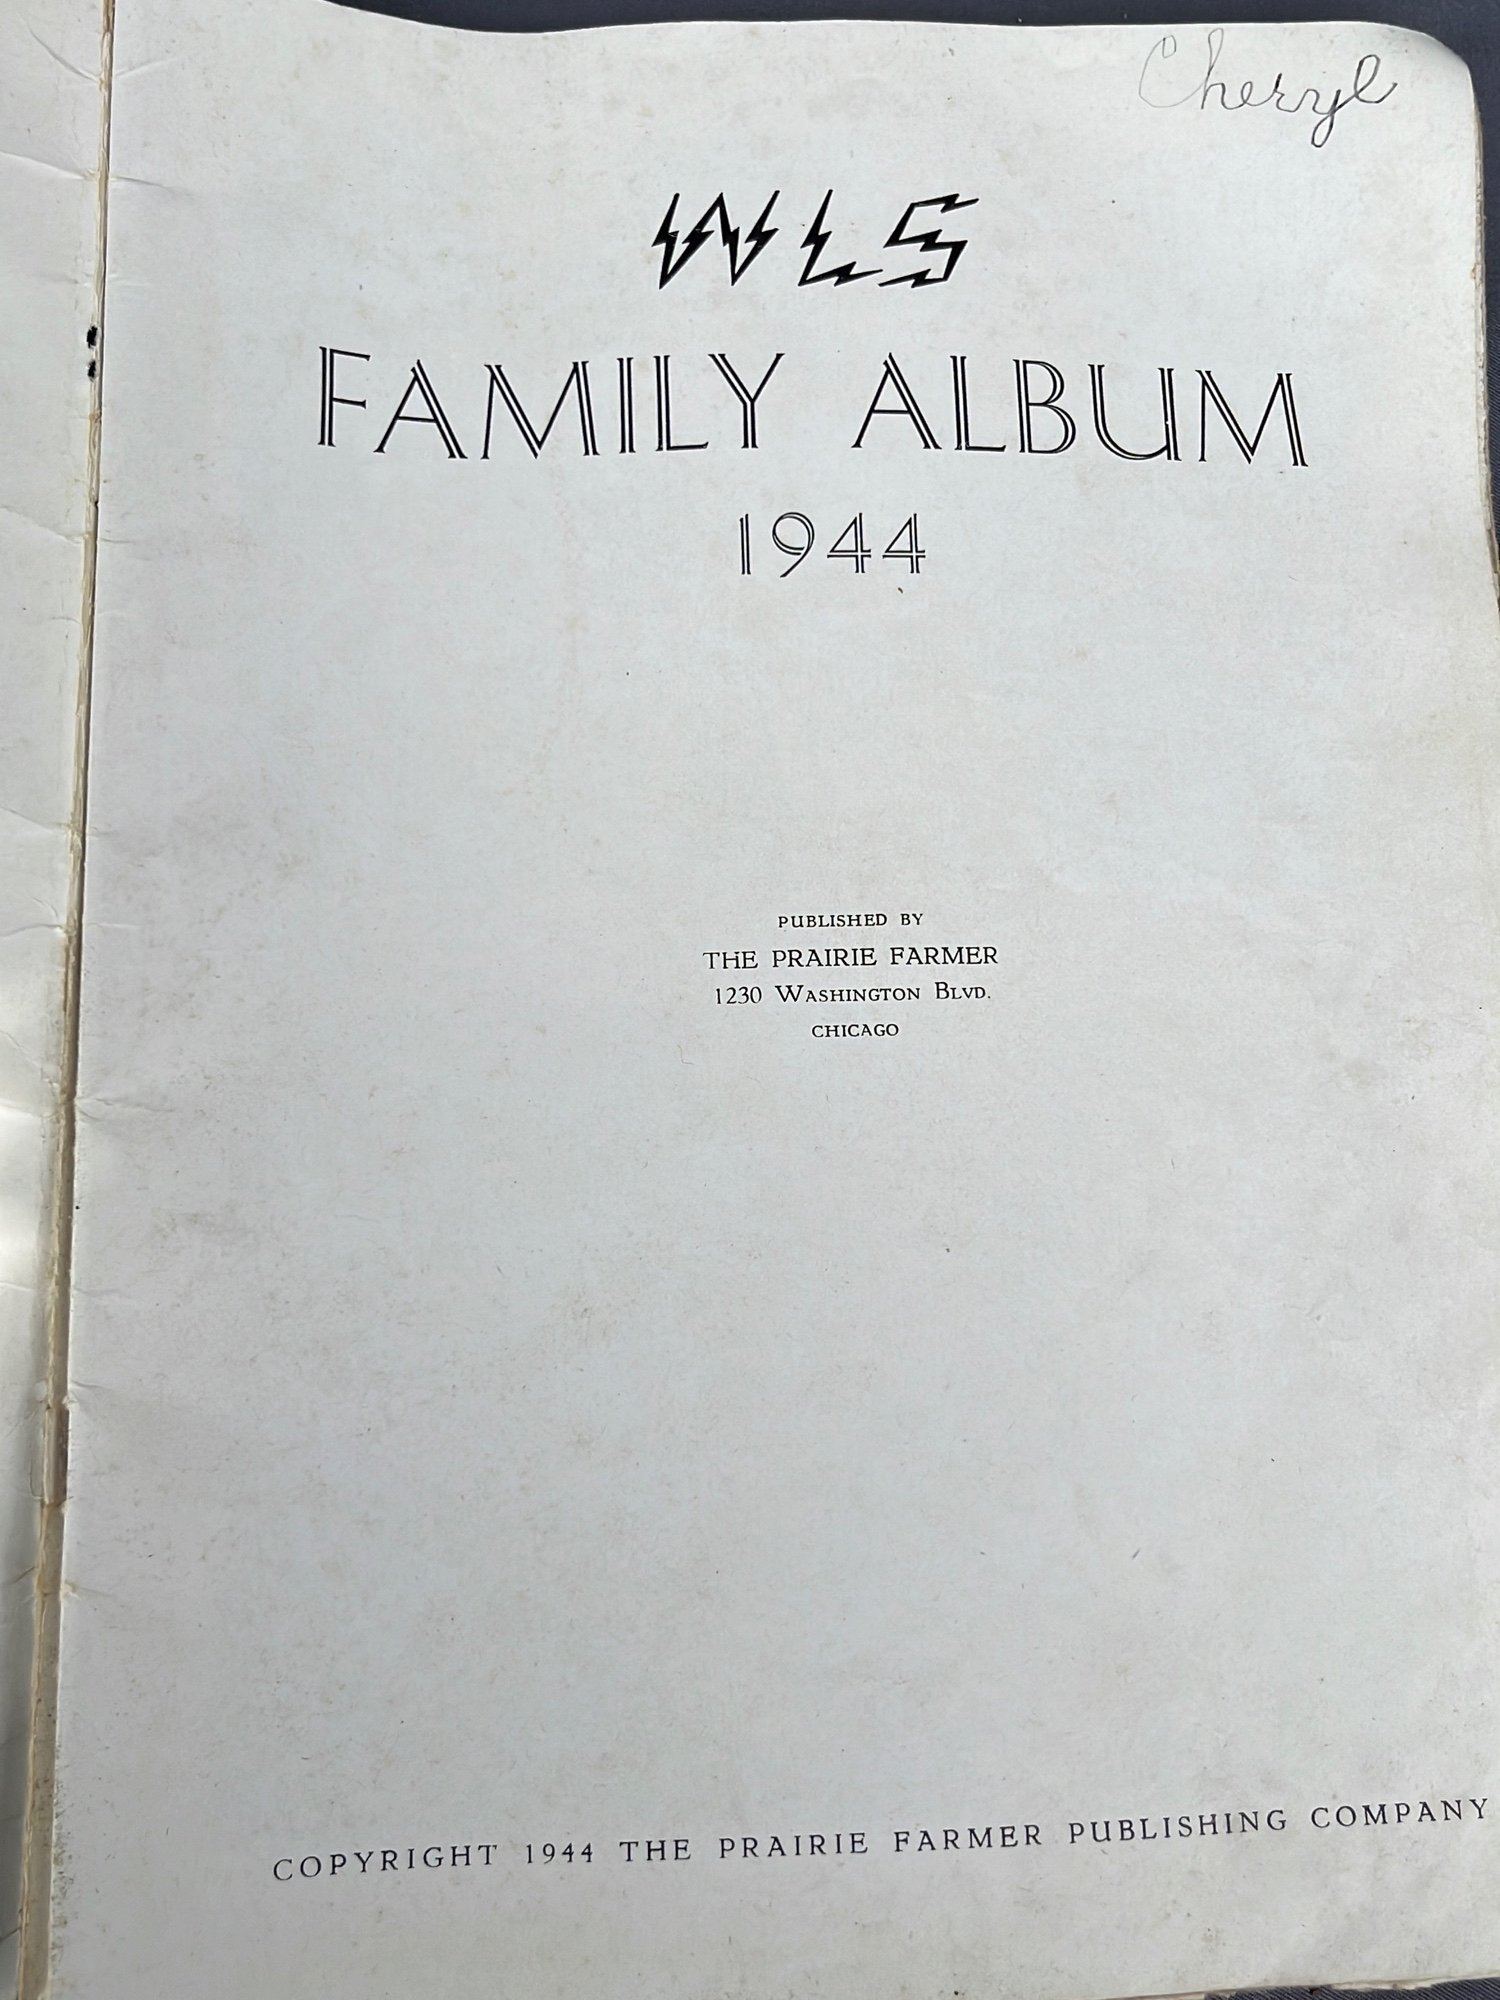 Cheryl
WLS
FAMILY ALBUM
1944
PUBLISHED BY
THE PRAIRIE FARMER
1230 WASHINGTON BLVD.
CHICAGO
COPYRIGHT 1944 THE PRAIRIE FARMER PUBLISHING COMPANY